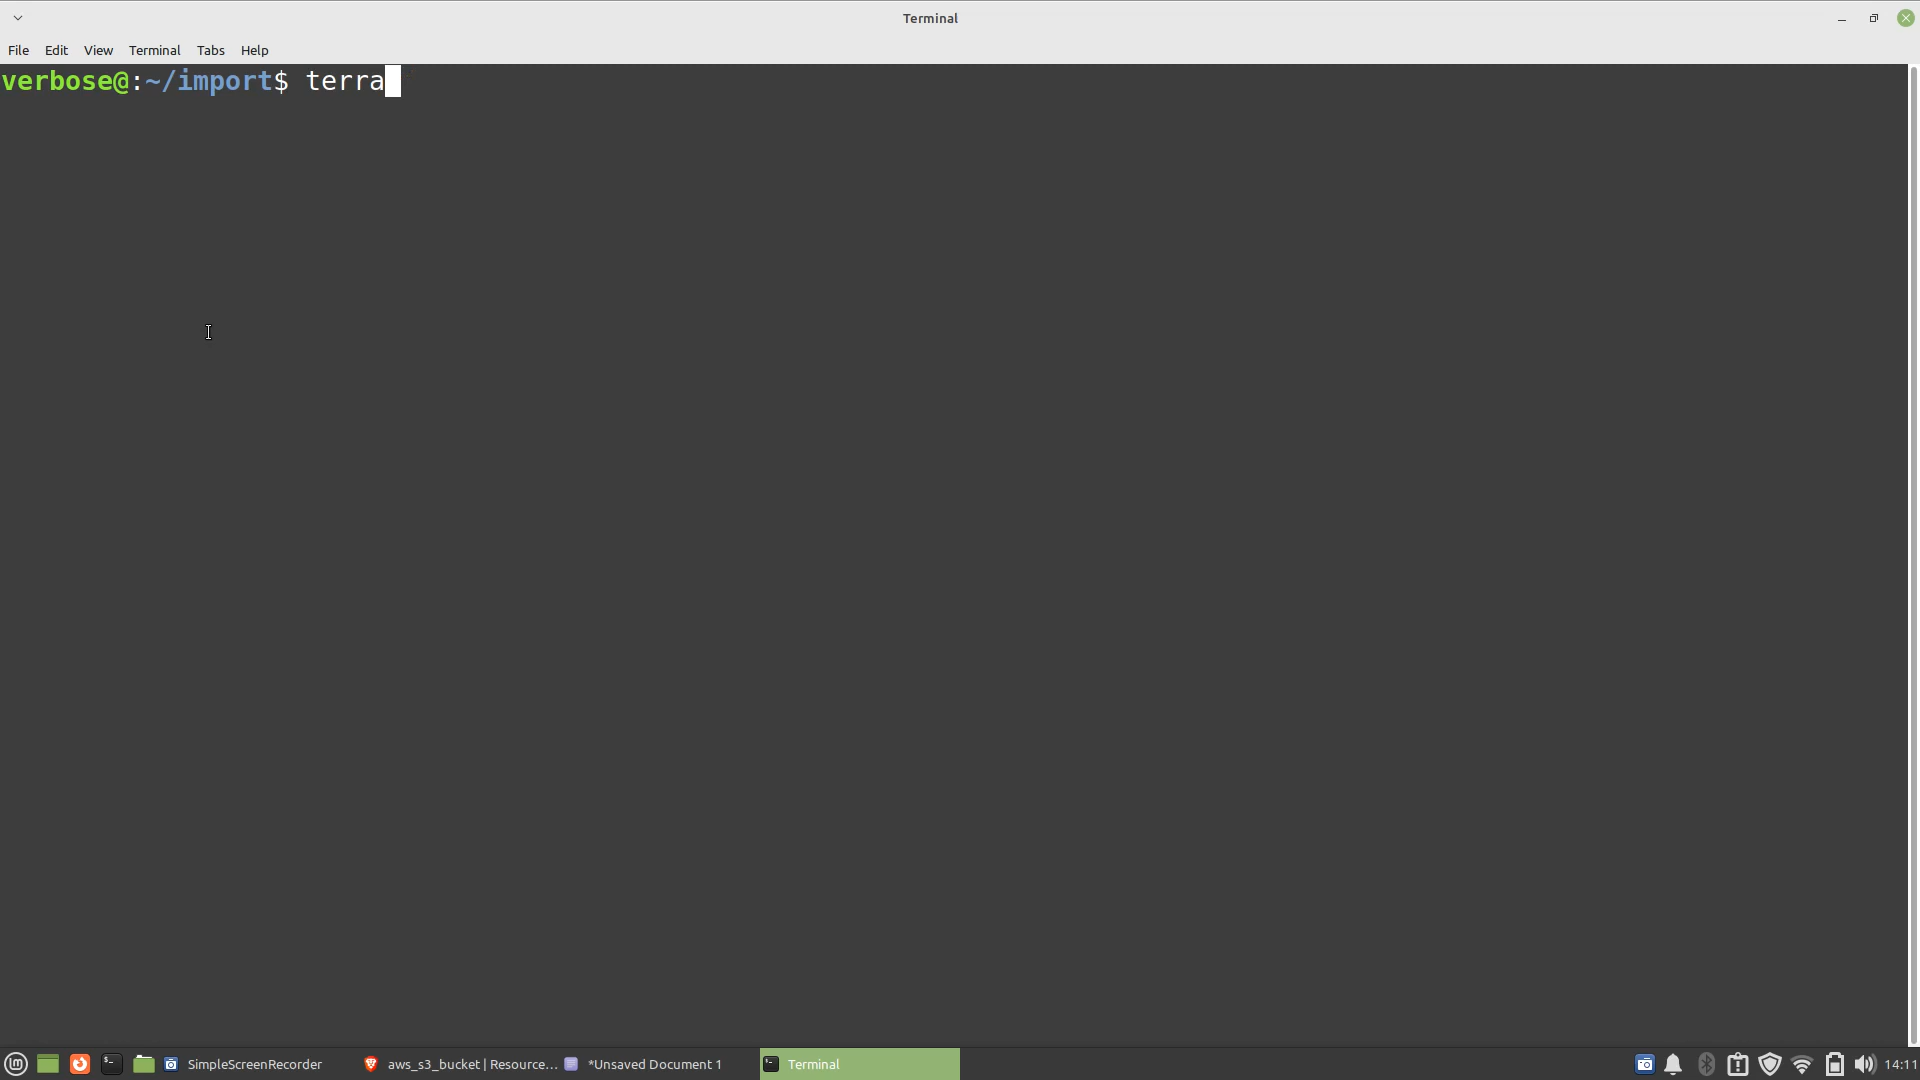 Terminal
File Edit View Terminal Tabs Help
verbose@:~/import$ terra
SimpleScreenRecorder aws_s3_bucket | Resource... *Unsaved Document 1 Terminal 14:11